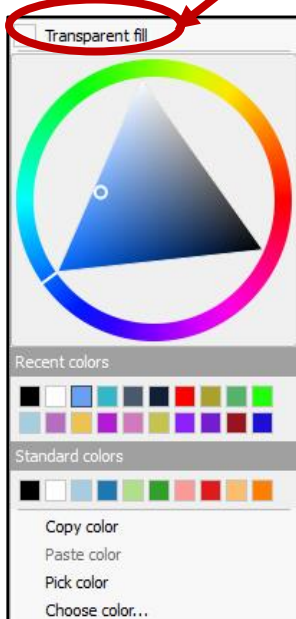 Transparent fill
Recent colors
Standard colors
Copy color
Paste color
Pick color
Choose color...